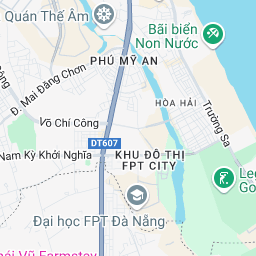 Quán Thế Âm
Bãi biển
Non Nước
PHÚ MỸ AN
Đ. Mai Đăng Chơn
HÒA HẢI
Trường Sa
Võ Chí Công
DT607
Nam Kỳ Khởi Nghĩa
KHU ĐÔ THỊ
FPT CITY
Đại học FPT Đà Nẵng